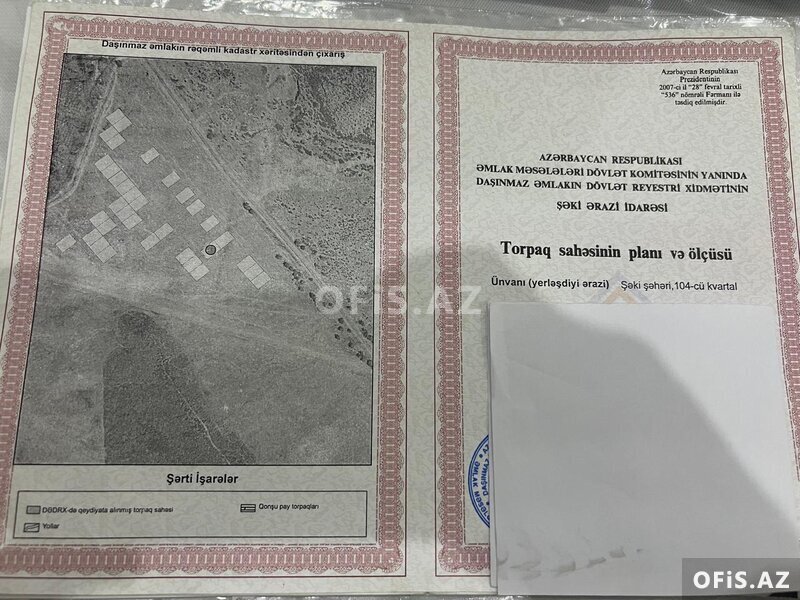 Daşınmaz əmlakın rəqəmli kadastr xəritəsindən çıxarış
Şərti İşarələr
DƏDRX-də qeydiyata alınmış torpaq sahəsi
Qonşu pay torpaqları
Yollar
Azərbaycan Respublikası
Prezidentinin
2007-ci il "28" fevral tarixli
"536" nömrəli Fərmanı ilə
təsdiq edilmişdir.
AZƏRBAYCAN RESPUBLİKASI
ƏMLAK MƏSƏLƏLƏRİ DÖVLƏT KOMİTƏSİNİN YANINDA
DAŞINMAZ ƏMLAKIN DÖVLƏT REYESTRİ XİDMƏTİNİN
ŞƏKİ ƏRAZİ İDARƏSİ
Torpaq sahəsinin planı və ölçüsü
Ünvanı (yerləşdiyi ərazi) Şəki şəhəri,104-cü kvartal
OFiS.AZ
OFiS.AZ